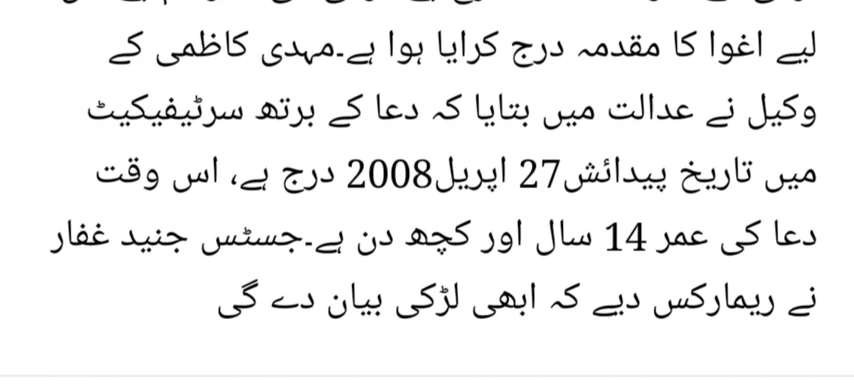 لیے اغوا کا مقدمہ درج کرایا ہوا ہے۔مہدی کاظمی کے
وکیل نے عدالت میں بتایا کہ دعا کے برتھ سرٹیفیکیٹ
میں تاریخ پیدائش27 اپریل2008 درج ہے، اس وقت
دعا کی عمر 14 سال اور کچھ دن ہے۔جسٹس جنید غفار
نے ریمارکس دیے کہ ابھی لڑکی بیان دے گی